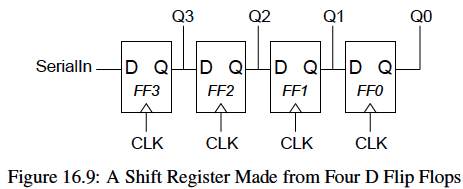 Q3 Q2 Q1 Q0
SerialIn D Q D Q D Q D Q
FF3 FF2 FF1 FF0
CLK CLK CLK CLK
Figure 16.9: A Shift Register Made from Four D Flip Flops